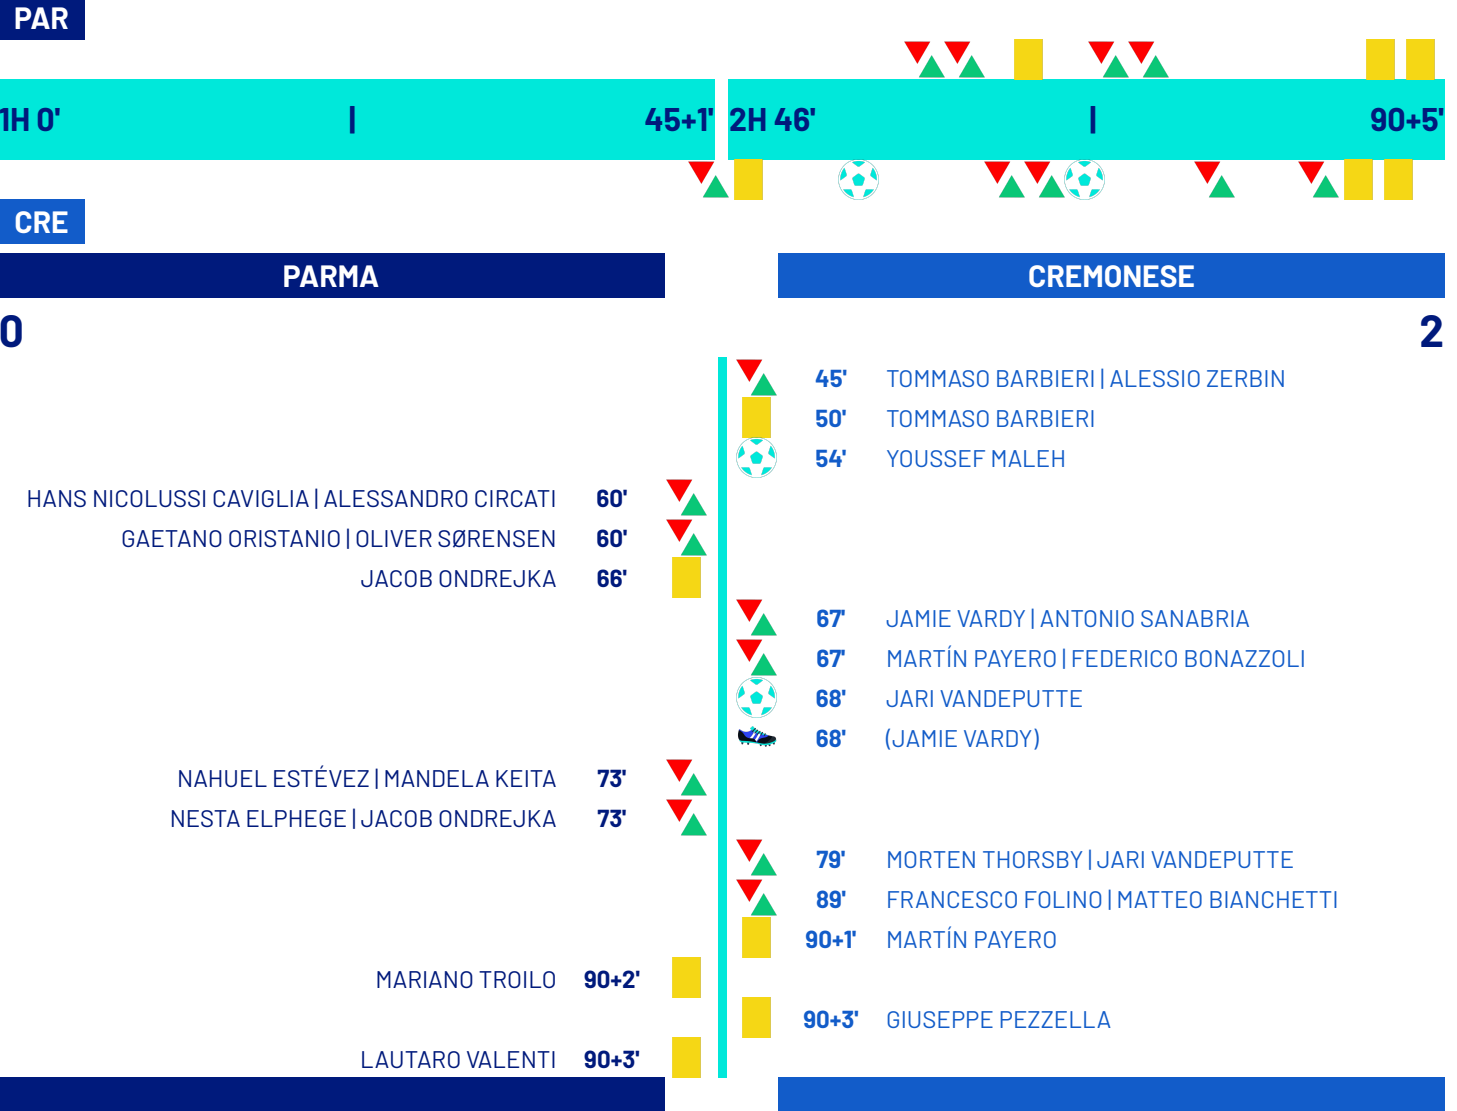 PAR
1H 0' | 45+1' 2H 46' | 90+5'
CRE
PARMA CREMONESE
0 2
45' TOMMASO BARBIERI | ALESSIO ZERBIN
50' TOMMASO BARBIERI
54' YOUSSEF MALEH
HANS NICOLUSSI CAVIGLIA | ALESSANDRO CIRCATI 60'
GAETANO ORISTANIO | OLIVER SØRENSEN 60'
JACOB ONDREJKA 66'
67' JAMIE VARDY | ANTONIO SANABRIA
67' MARTÍN PAYERO | FEDERICO BONAZZOLI
68' JARI VANDEPUTTE
68' (JAMIE VARDY)
NAHUEL ESTÉVEZ | MANDELA KEITA 73'
NESTA ELPHEGE | JACOB ONDREJKA 73'
79' MORTEN THORSBY | JARI VANDEPUTTE
89' FRANCESCO FOLINO | MATTEO BIANCHETTI
90+1' MARTÍN PAYERO
MARIANO TROILO 90+2'
90+3' GIUSEPPE PEZZELLA
LAUTARO VALENTI 90+3'